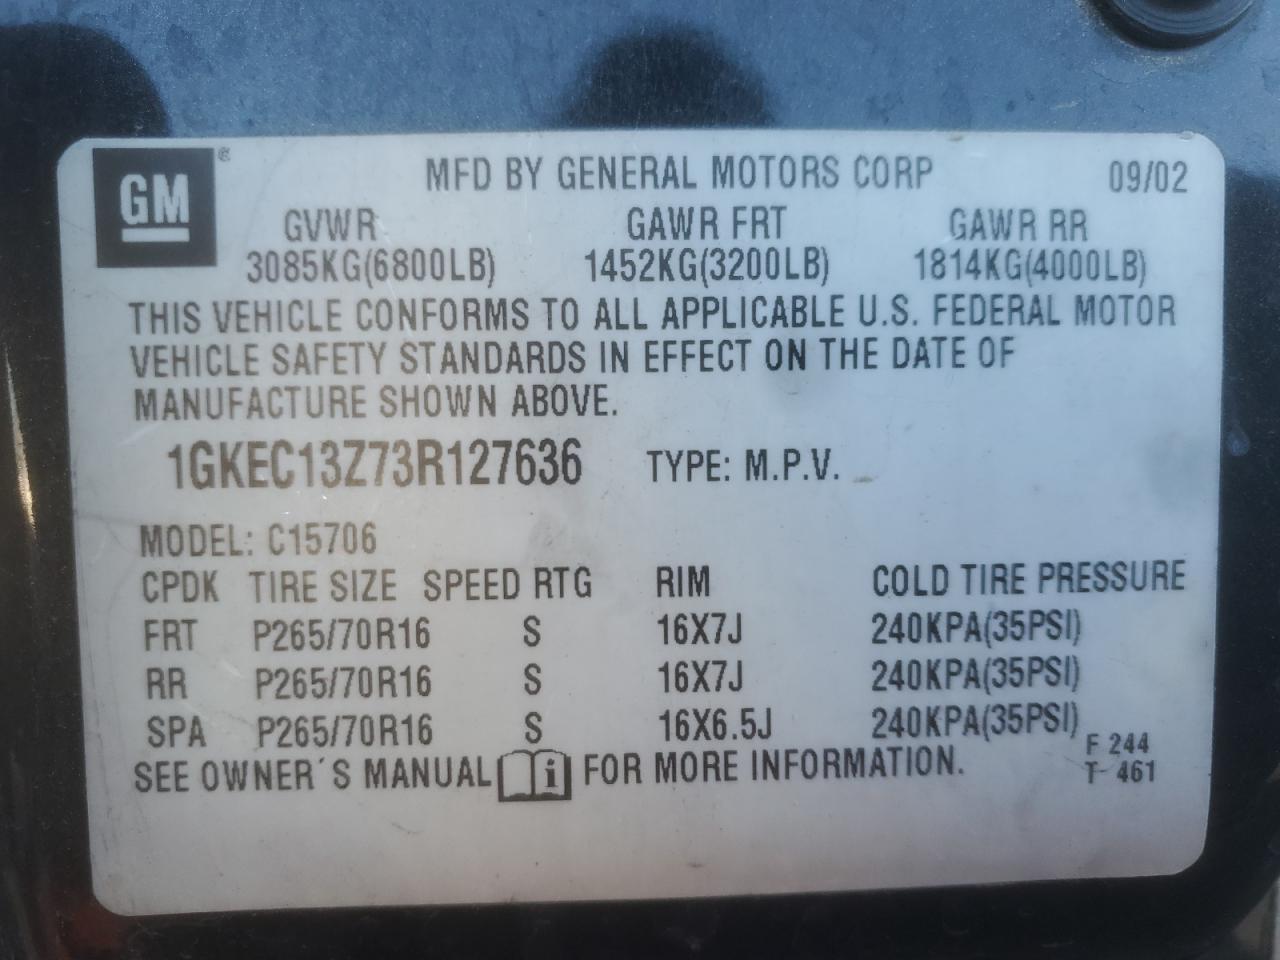 GM ®
MFD BY GENERAL MOTORS CORP 09/02
GVWR GAWR FRT GAWR RR
3085KG(6800LB) 1452KG(3200LB) 1814KG(4000LB)
THIS VEHICLE CONFORMS TO ALL APPLICABLE U.S. FEDERAL MOTOR
VEHICLE SAFETY STANDARDS IN EFFECT ON THE DATE OF
MANUFACTURE SHOWN ABOVE.
1GKEC13Z73R127636 TYPE: M.P.V.
MODEL: C15706
CPDK TIRE SIZE SPEED RTG RIM COLD TIRE PRESSURE
FRT P265/70R16 S 16X7J 240KPA(35PSI)
RR P265/70R16 S 16X7J 240KPA(35PSI)
SPA P265/70R16 S 16X6.5J 240KPA(35PSI)
F 244
SEE OWNER´S MANUAL i FOR MORE INFORMATION. T 461